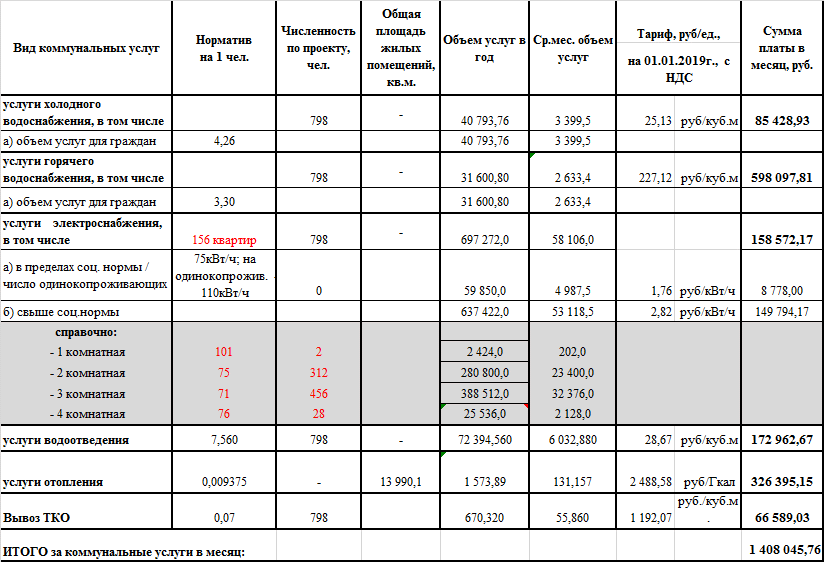 Вид коммунальных услуг
Норматив
на 1 чел.
Численность
по проекту,
чел.
Общая
площадь
жилых
помещений,
кв.м.
Объем услуг в
год
Ср.мес. объем
услуг
Тариф, руб/ед.,
на 01.01.2019г., с
НДС
Сумма
платы в
месяц, руб.
услуги холодного
водоснабжения, в том числе 798 - 40 793,76 3 399,5 25,13 руб/куб.м 85 428,93
а) объем услуг для граждан 4,26 40 793,76 3 399,5
услуги горячего
водоснабжения, в том числе 798 - 31 600,80 2 633,4 227,12 руб/куб.м 598 097,81
а) объем услуг для граждан 3,30 31 600,80 2 633,4
услуги электроснабжения,
в том числе 156 квартир 798 - 697 272,0 58 106,0 158 572,17
а) в пределах соц. нормы /
число одинокопроживающих
75кВт/ч; на
одинокопрожив. -
110кВт/ч
0 59 850,0 4 987,5 1,76 руб/кВт/ч 8 778,00
б) свыше соц.нормы 637 422,0 53 118,5 2,82 руб/кВт/ч 149 794,17
справочно:
- 1 комнатная 101 2 2 424,0 202,0
- 2 комнатная 75 312 280 800,0 23 400,0
- 3 комнатная 71 456 388 512,0 32 376,0
- 4 комнатная 76 28 25 536,0 2 128,0
услуги водоотведения 7,560 798 - 72 394,560 6 032,880 28,67 руб/куб.м 172 962,67
услуги отопления 0,009375 - 13 990,1 1 573,89 131,157 2 488,58 руб/Гкал 326 395,15
Вывоз ТКО 0,07 798 670,320 55,860 1 192,07 руб./куб.м
. 66 589,03
ИТОГО за коммунальные услуги в месяц: 1 408 045,76